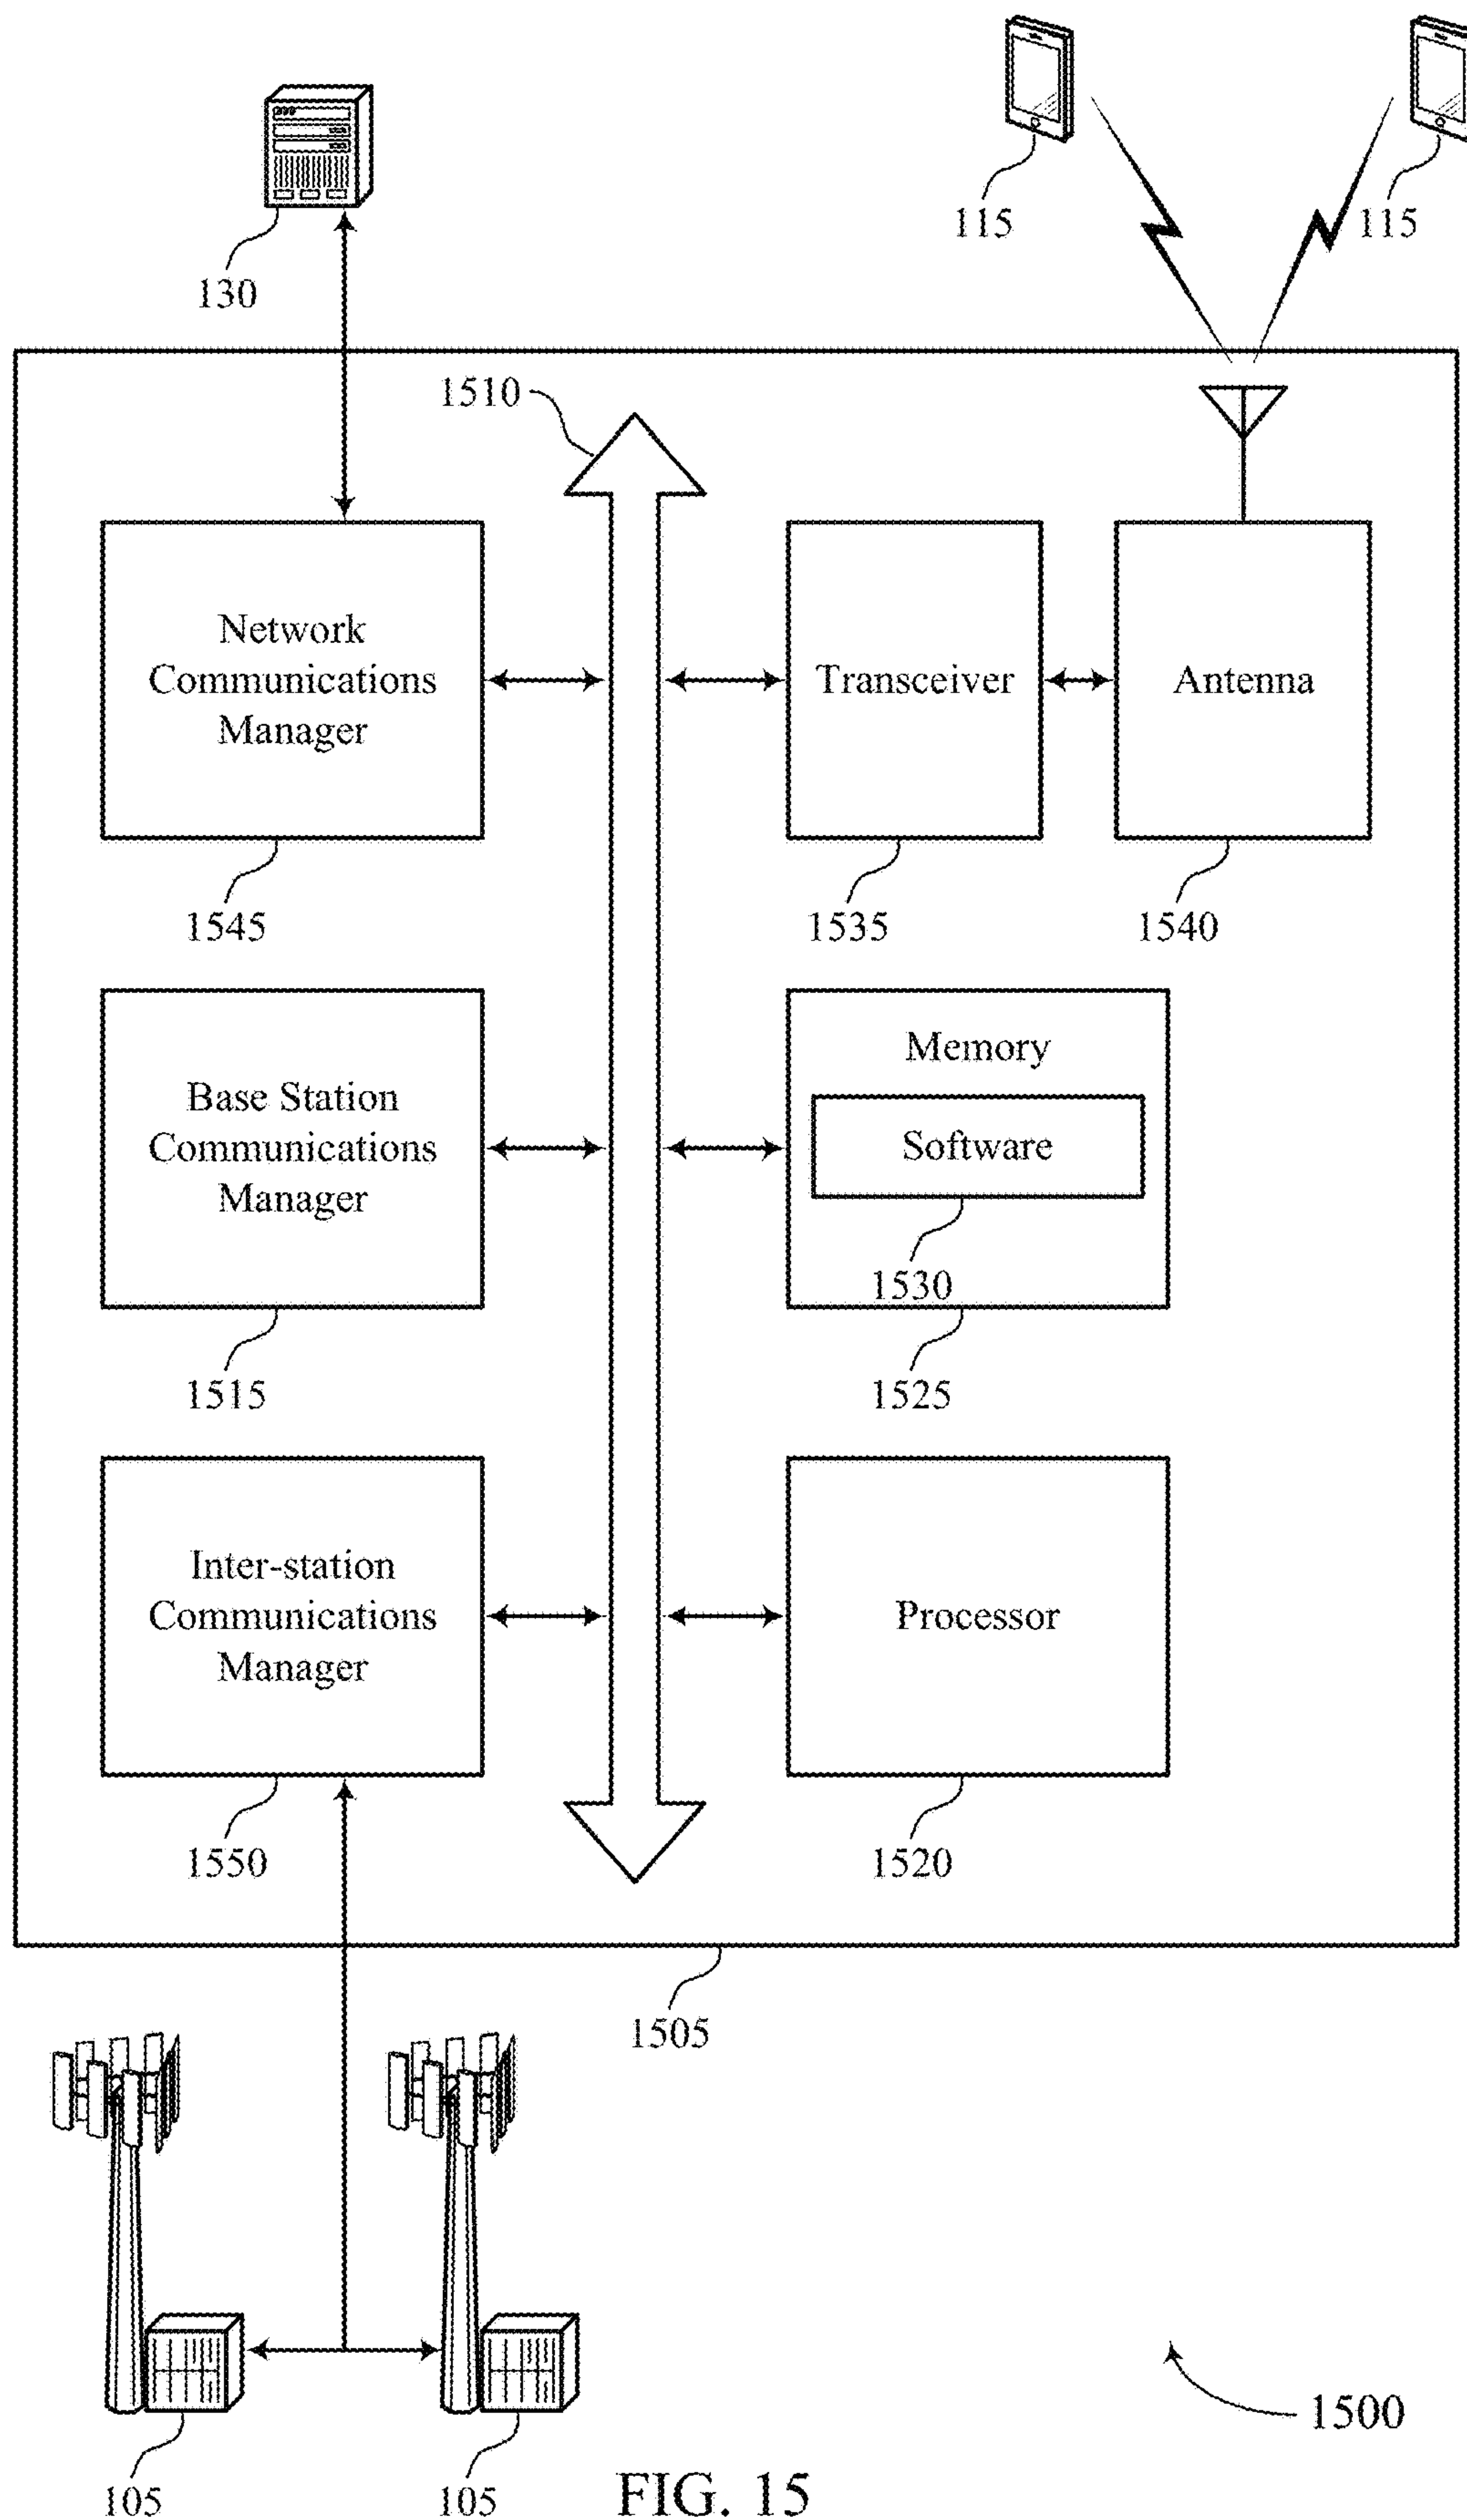 115
115
130
1510
Network
Communications
Manager
Transceiver
Antenna
1545
1535
1540
Base Station
Communications
Manager
Memory
Software
1530
1515
1525
Inter-station
Communications
Manager
Processor
1550
1520
1505
1500
105
105
FIG. 15